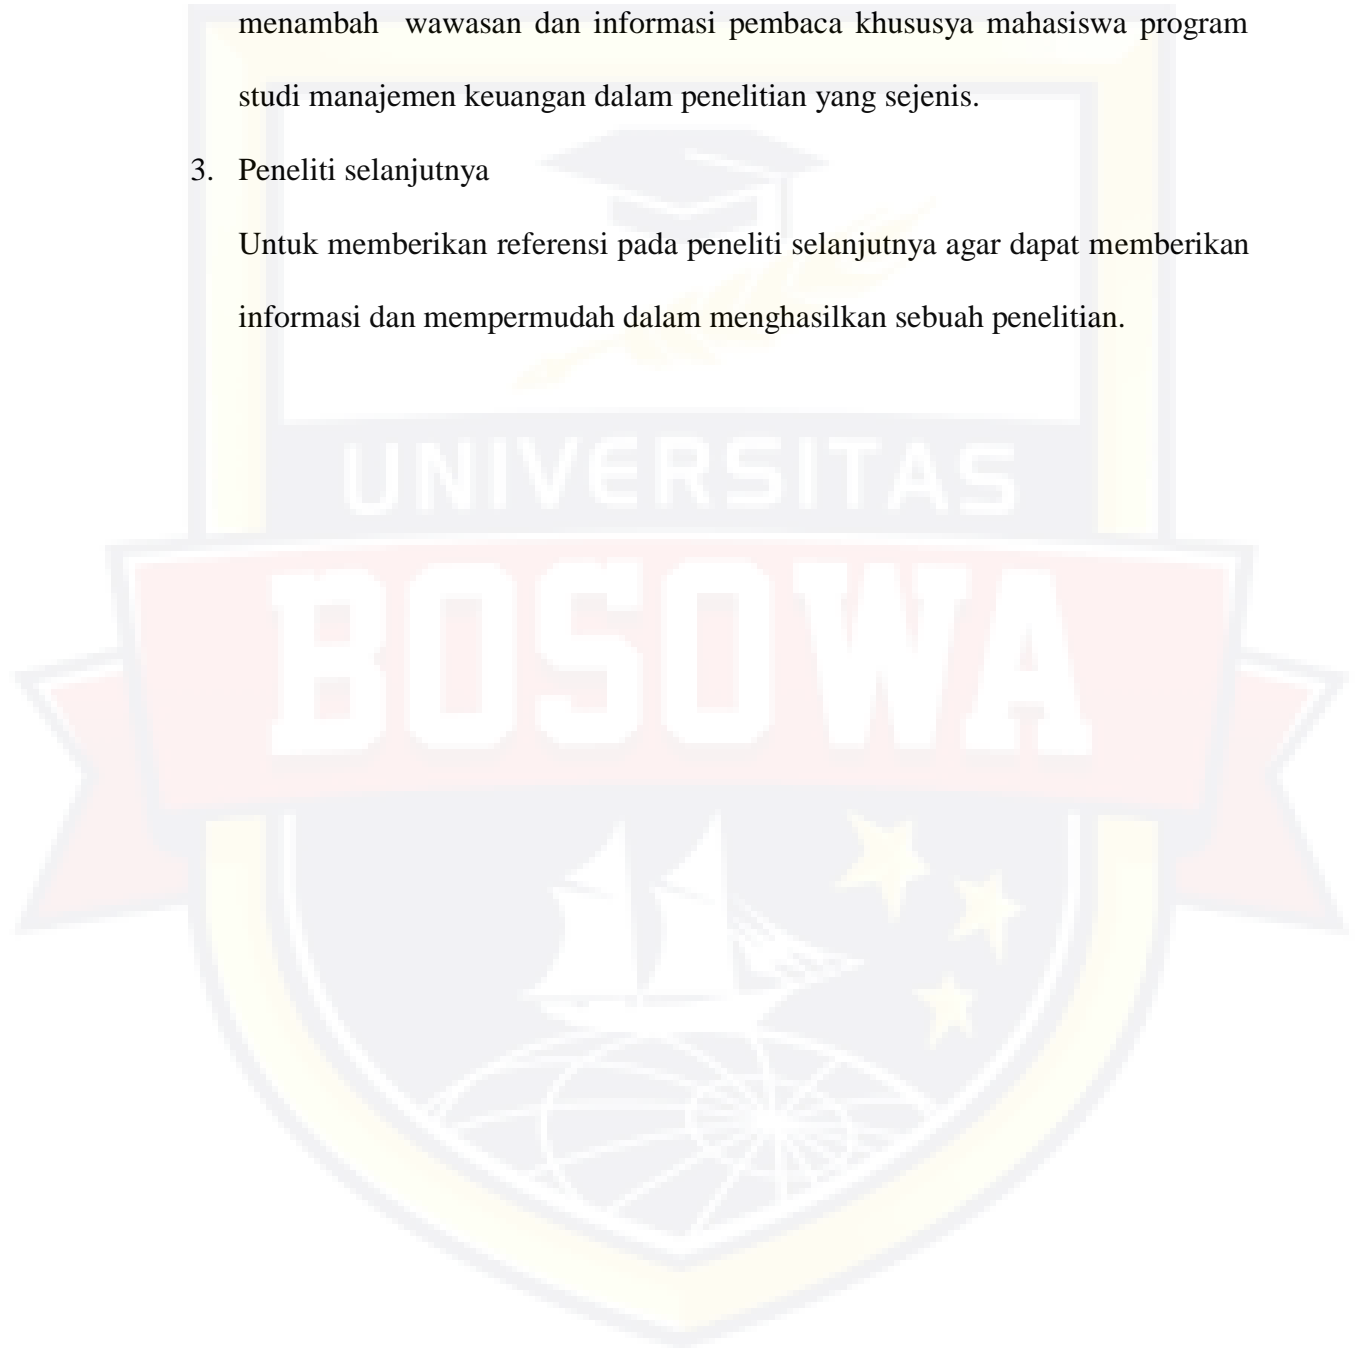 menambah wawasan dan informasi pembaca khususya mahasiswa program
studi manajemen keuangan dalam penelitian yang sejenis.
3. Peneliti selanjutnya
Untuk memberikan referensi pada peneliti selanjutnya agar dapat memberikan
informasi dan mempermudah dalam menghasilkan sebuah penelitian.
UNIVERSITAS
BOSOWA